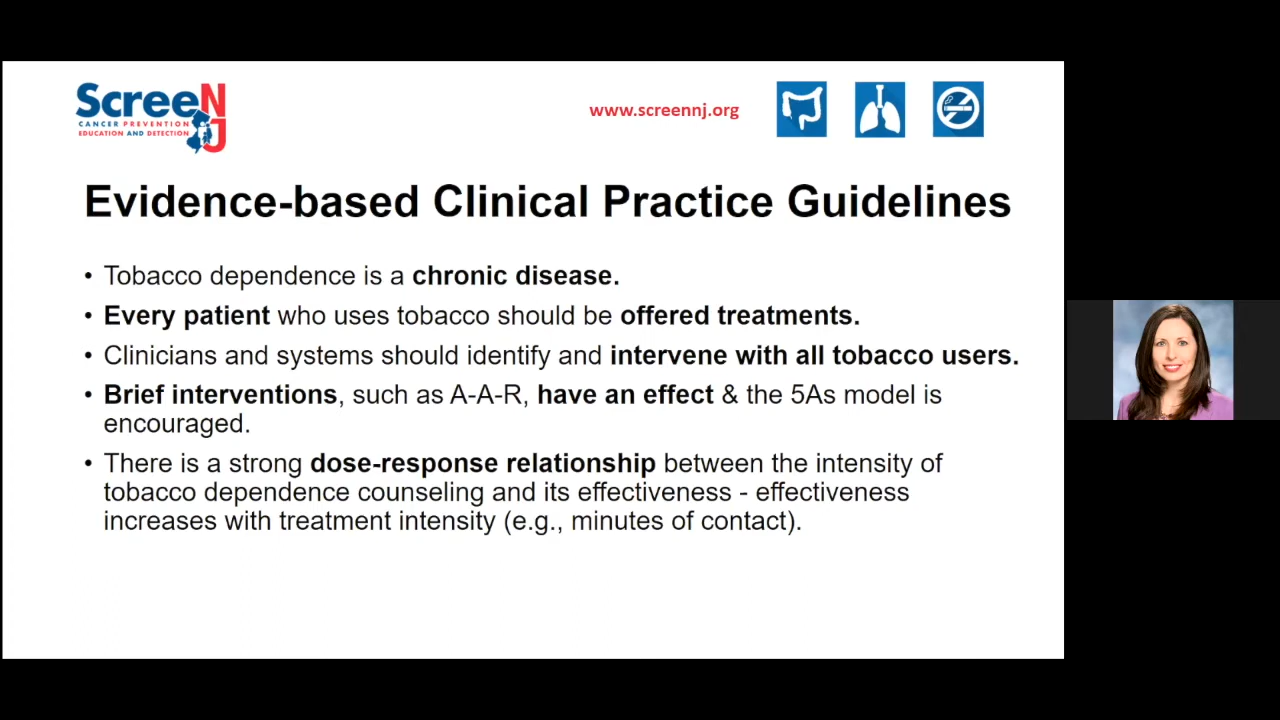 ScreeNJ
CANCER PREVENTION
EDUCATION AND DETECTION
www.screennj.org
Evidence-based Clinical Practice Guidelines
• Tobacco dependence is a chronic disease.
• Every patient who uses tobacco should be offered treatments.
• Clinicians and systems should identify and intervene with all tobacco users.
• Brief interventions, such as A-A-R, have an effect & the 5As model is
encouraged.
• There is a strong dose-response relationship between the intensity of
tobacco dependence counseling and its effectiveness - effectiveness
increases with treatment intensity (e.g., minutes of contact).